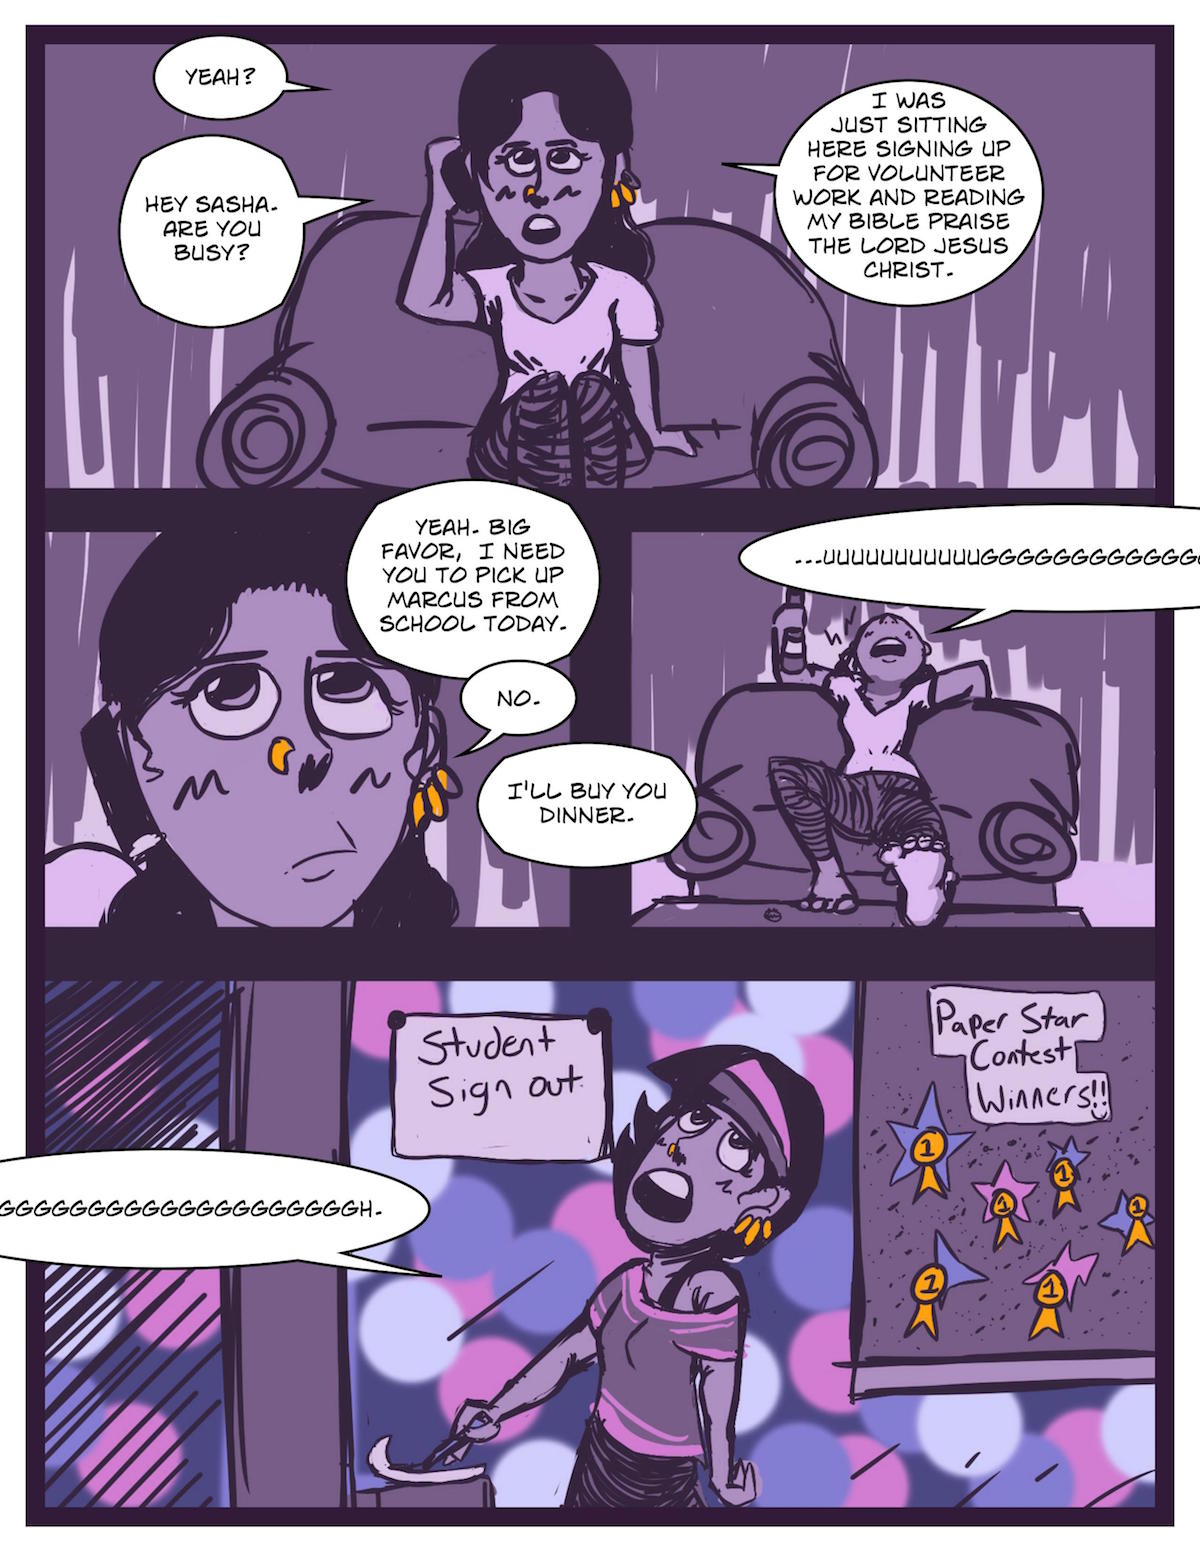 YEAH?
HEY SASHA.
ARE YOU
BUSY?
I WAS
JUST SITTING
HERE SIGNING UP
FOR VOLUNTEER
WORK AND READING
MY BIBLE PRAISE
THE LORD JESUS
CHRIST.
YEAH. BIG
FAVOR, I NEED
YOU TO PICK UP
MARCUS FROM
SCHOOL TODAY.
NO.
I'LL BUY YOU
DINNER.
...UUUUUUUUUUUGGGGGGGGGGGGG
Student
Sign out
Paper Star
Contest
Winners!!
1
1
1
1
1
1
GGGGGGGGGGGGGGGGGGGGH.